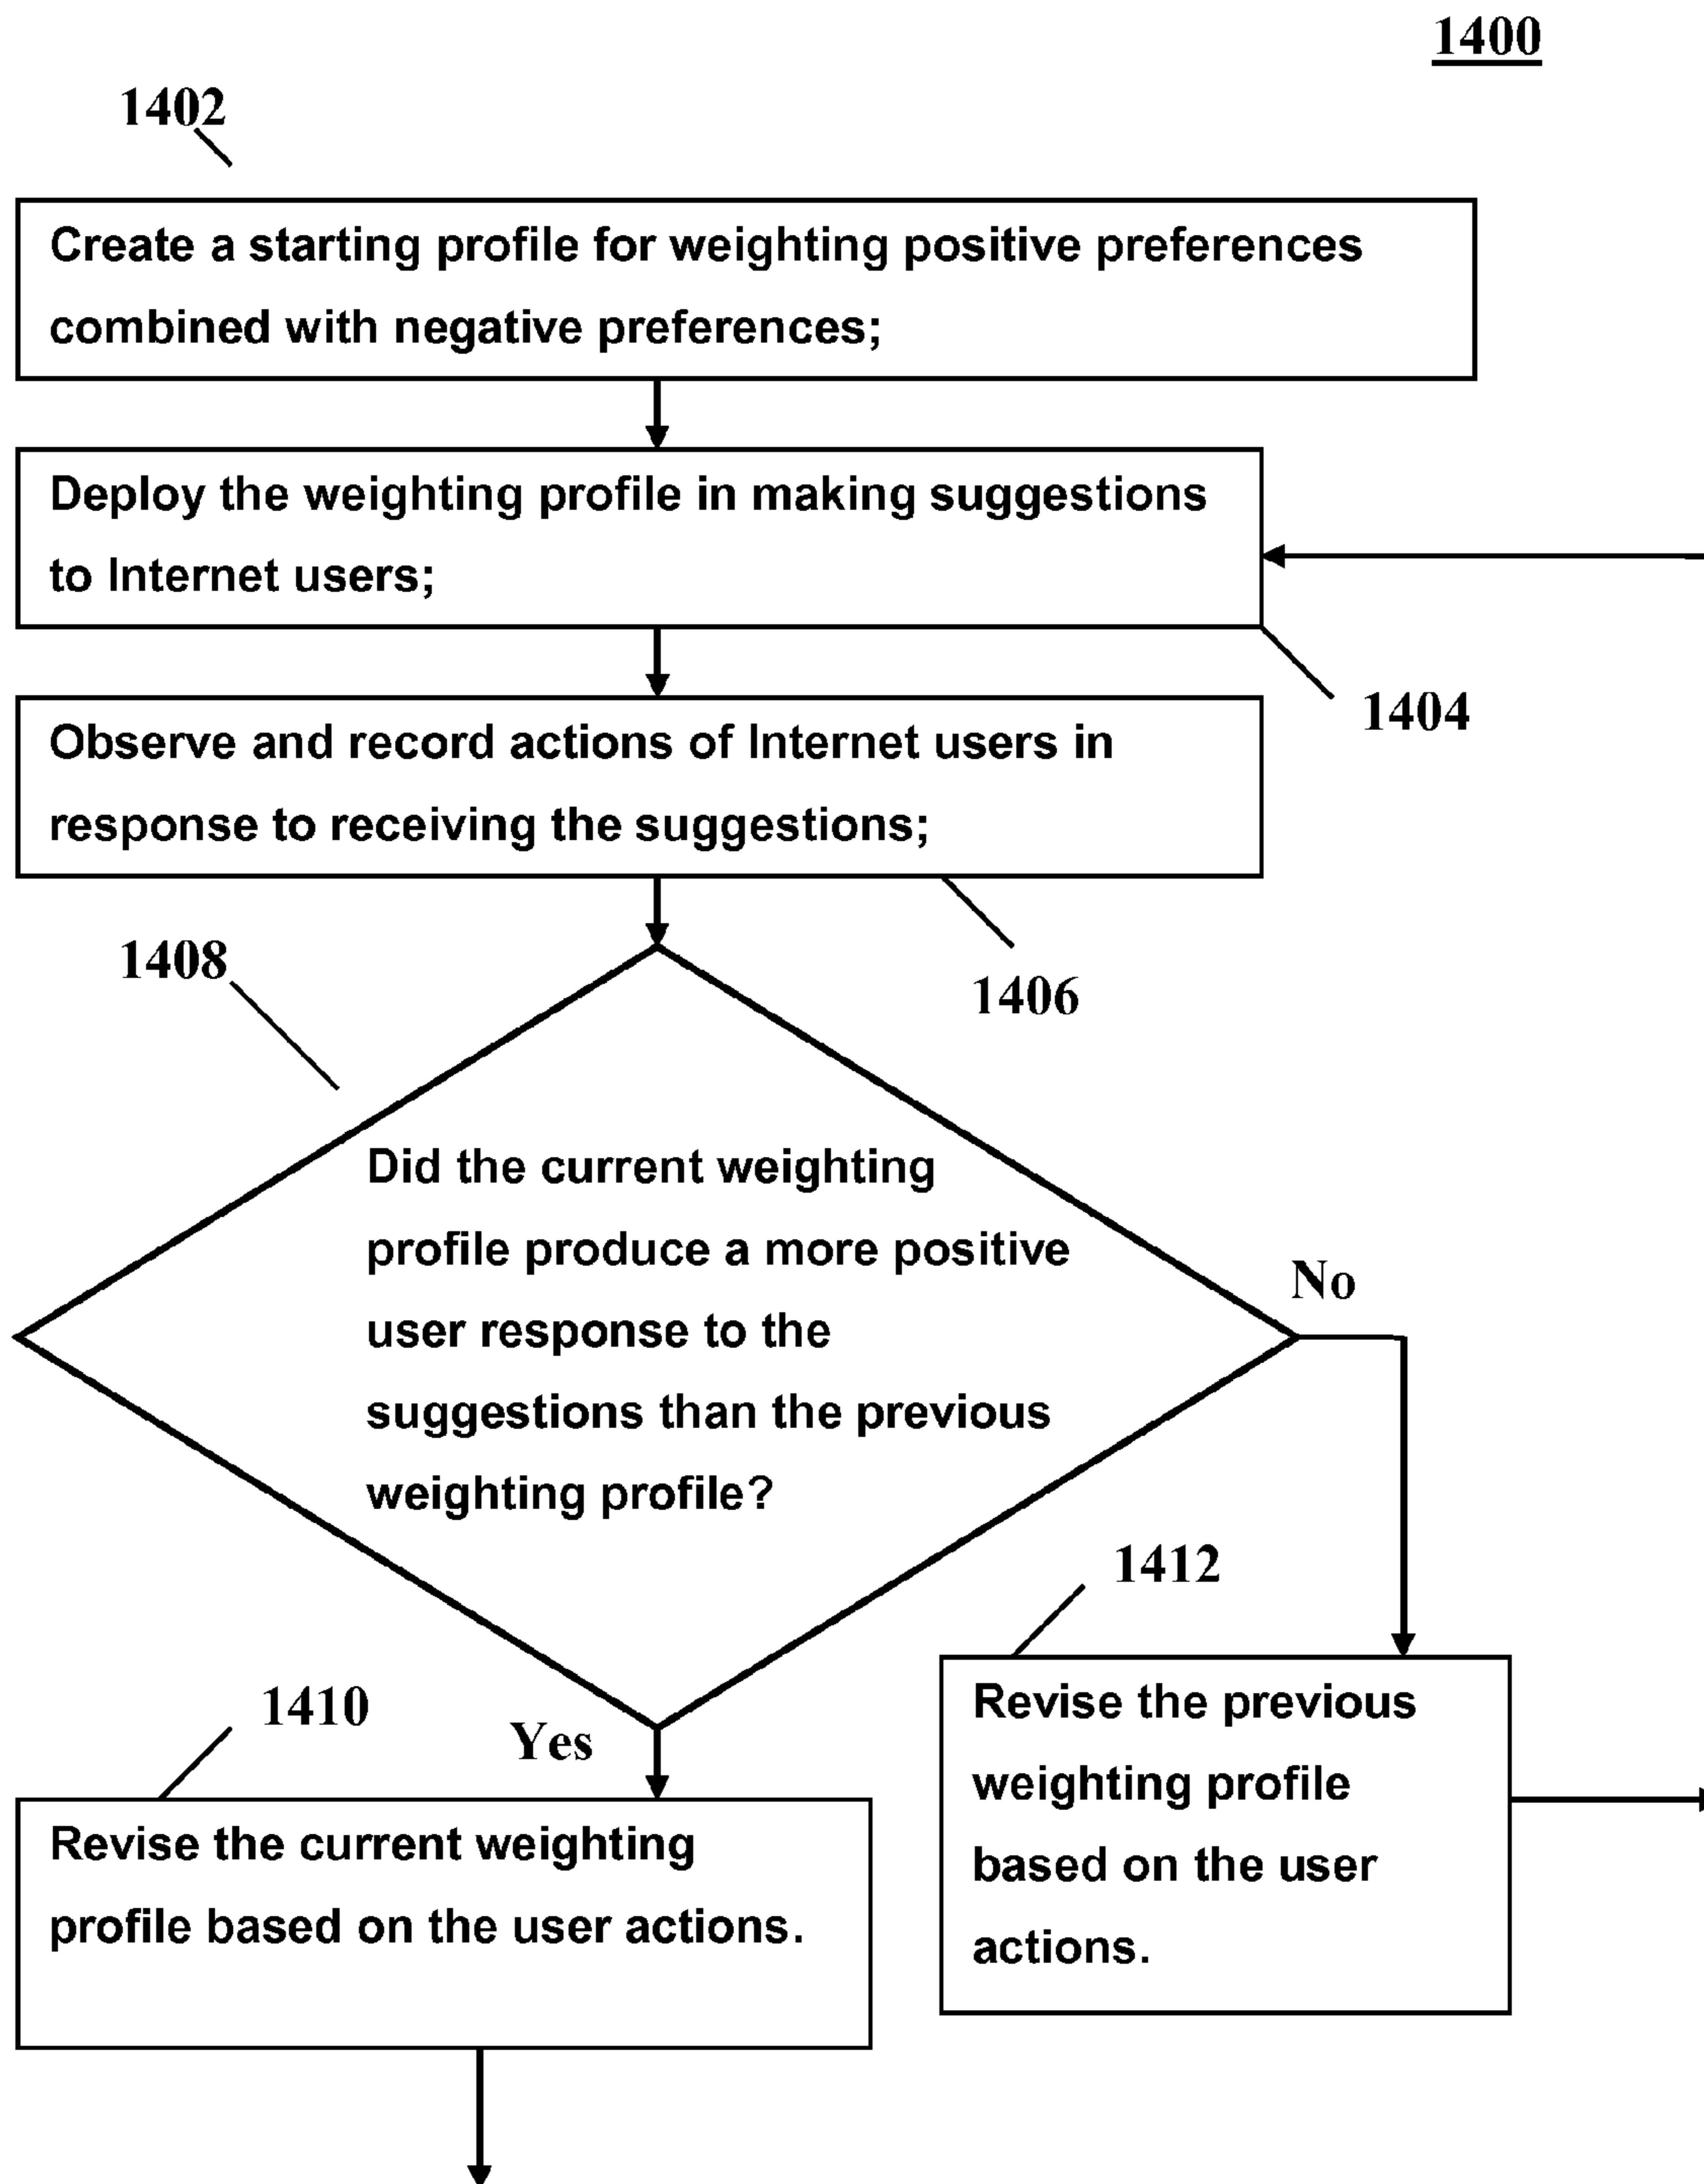 1400
1402
Create a starting profile for weighting positive preferences
combined with negative preferences;
Deploy the weighting profile in making suggestions
to Internet users;
1404
Observe and record actions of Internet users in
response to receiving the suggestions;
1406
1408
Did the current weighting
profile produce a more positive
user response to the
suggestions than the previous
weighting profile?
No
1412
Revise the previous
weighting profile
based on the user
actions.
1410
Yes
Revise the current weighting
profile based on the user actions.